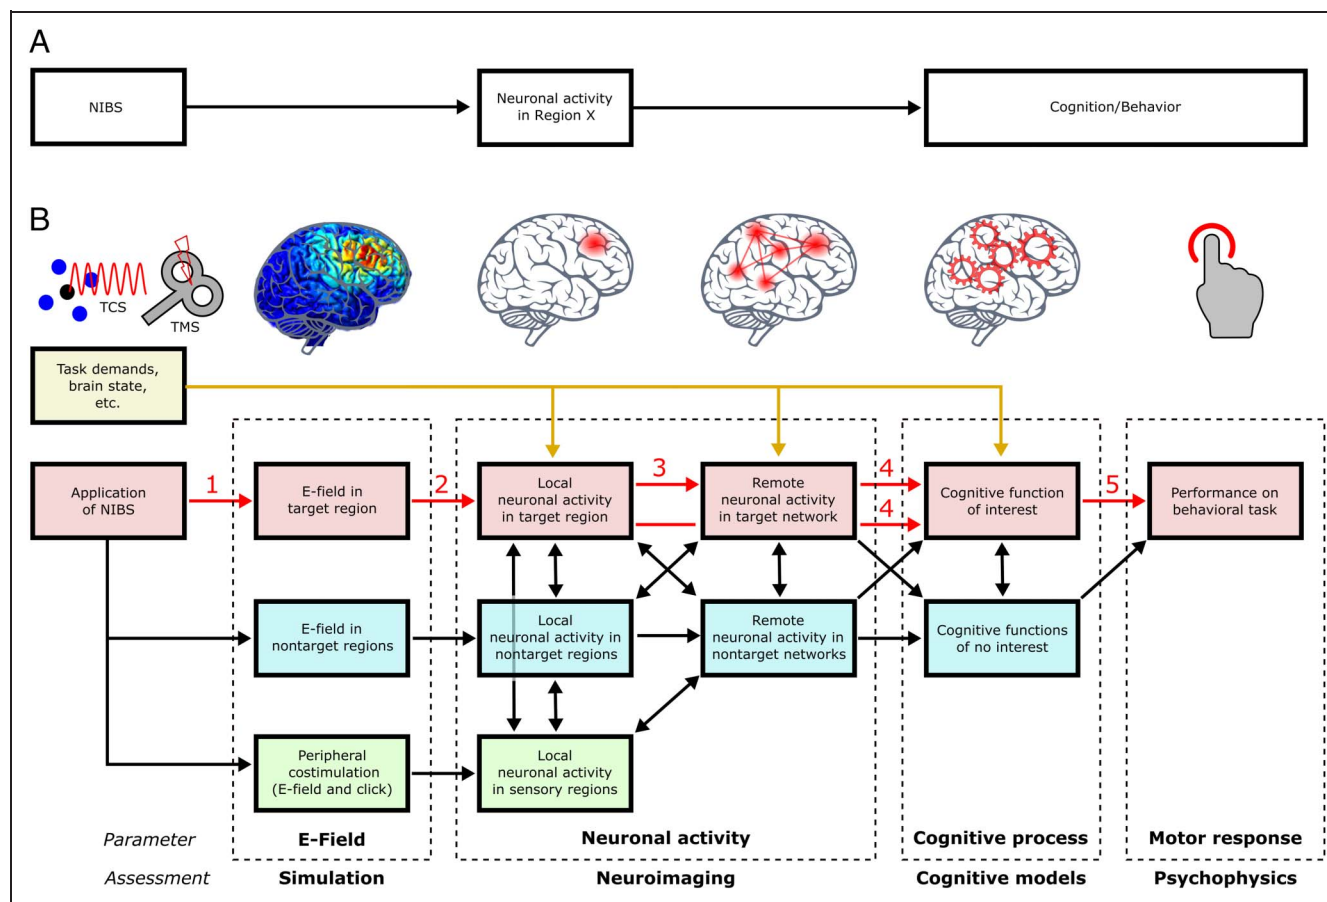 A
NIBS
Neuronal activity
in Region X
Cognition/Behavior
B
TCS
TMS
Task demands,
brain state,
etc.
Application
of NIBS
1
E-field in
target region
2
Local
neuronal activity
in target region
3
Remote
neuronal activity
in target network
4
4
Cognitive function
of interest
5
Performance on
behavioral task
E-field in
nontarget regions
Local
neuronal activity in
nontarget regions
Remote
neuronal activity in
nontarget networks
Cognitive functions
of no interest
Peripheral
costimulation
(E-field and click)
Local
neuronal activity
in sensory regions
Parameter
E-Field
Neuronal activity
Cognitive process
Motor response
Assessment
Simulation
Neuroimaging
Cognitive models
Psychophysics